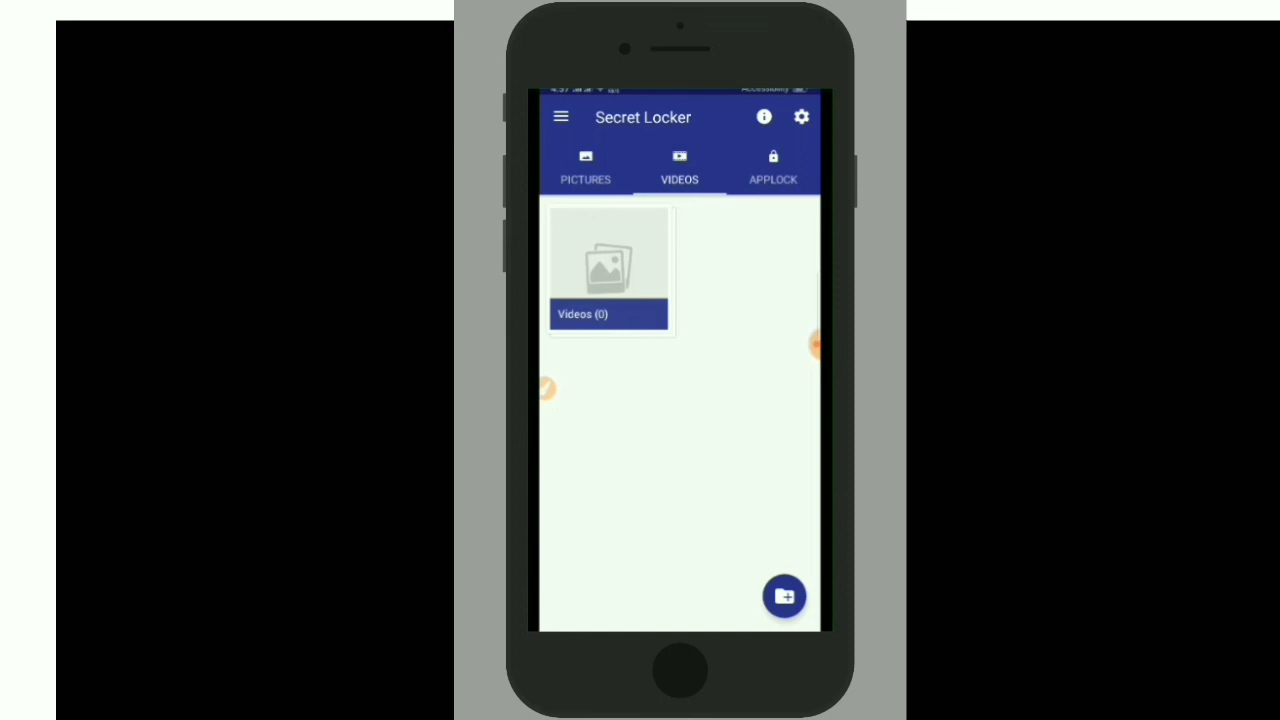 Secret Locker
PICTURES
VIDEOS
APPLOCK
Videos (0)